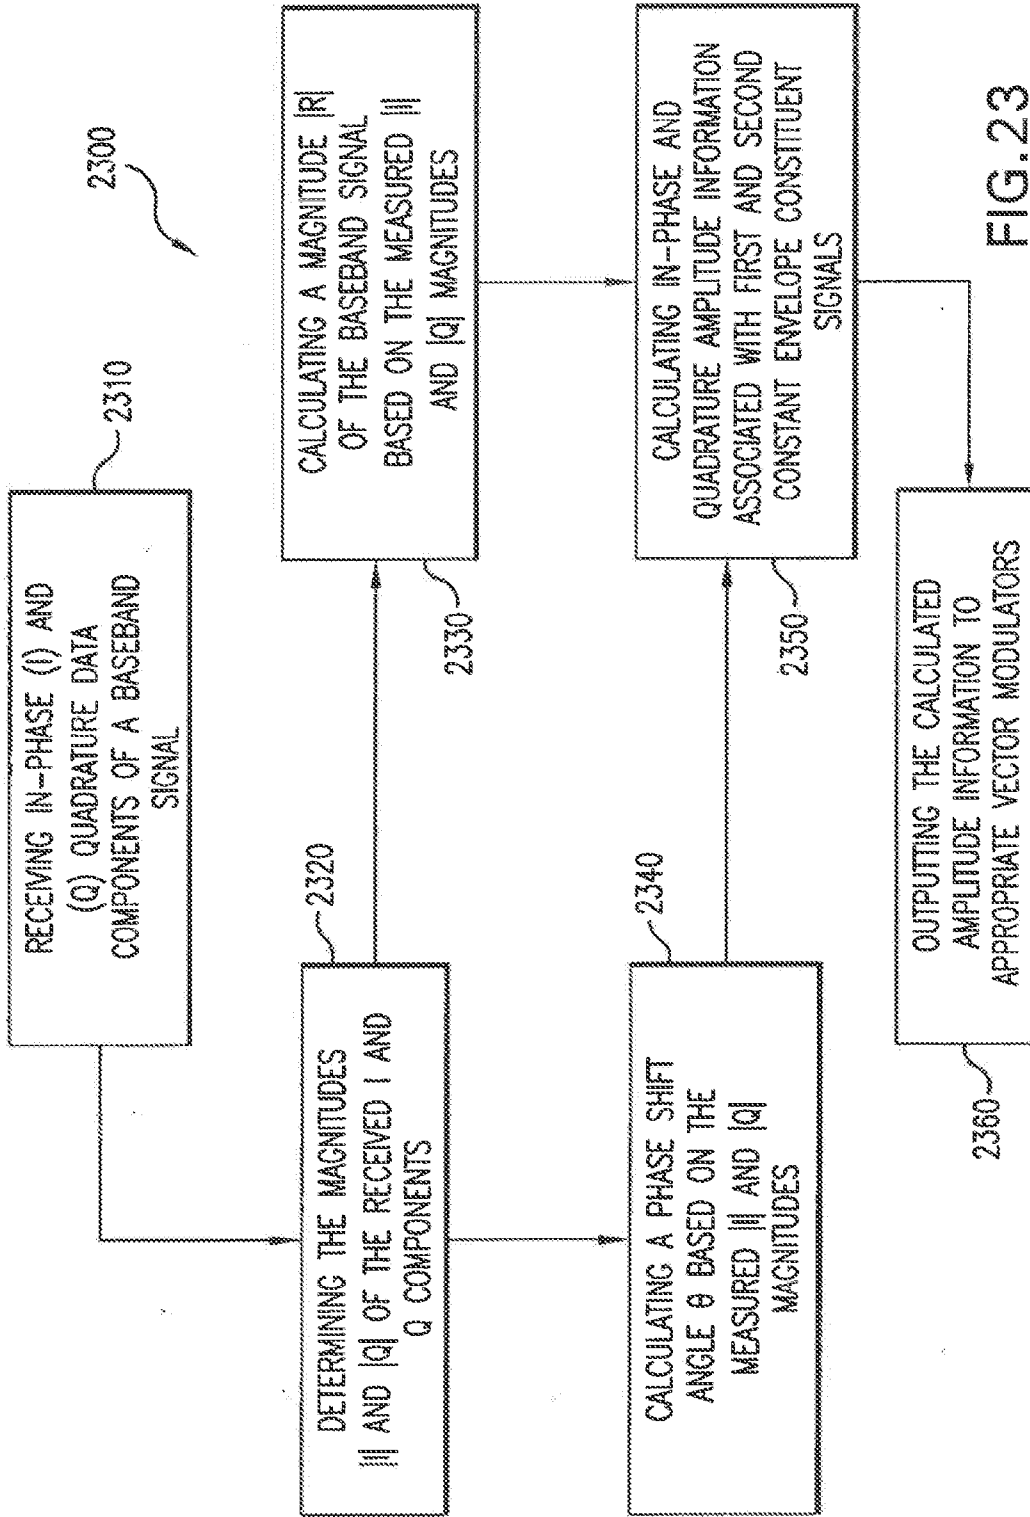 2300
RECEIVING IN-PHASE (I) AND
(Q) QUADRATURE DATA
COMPONENTS OF A BASEBAND
SIGNAL
2310
DETERMINING THE MAGNITUDES
|I| AND |Q| OF THE RECEIVED I AND
Q COMPONENTS
2320
CALCULATING A MAGNITUDE |R|
OF THE BASEBAND SIGNAL
BASED ON THE MEASURED |I|
AND |Q| MAGNITUDES
2330
CALCULATING A PHASE SHIFT
ANGLE θ BASED ON THE
MEASURED |I| AND |Q|
MAGNITUDES
2340
CALCULATING IN-PHASE AND
QUADRATURE AMPLITUDE INFORMATION
ASSOCIATED WITH FIRST AND SECOND
CONSTANT ENVELOPE CONSTITUENT
SIGNALS
2350
OUTPUTTING THE CALCULATED
AMPLITUDE INFORMATION TO
APPROPRIATE VECTOR MODULATORS
2360
FIG.23